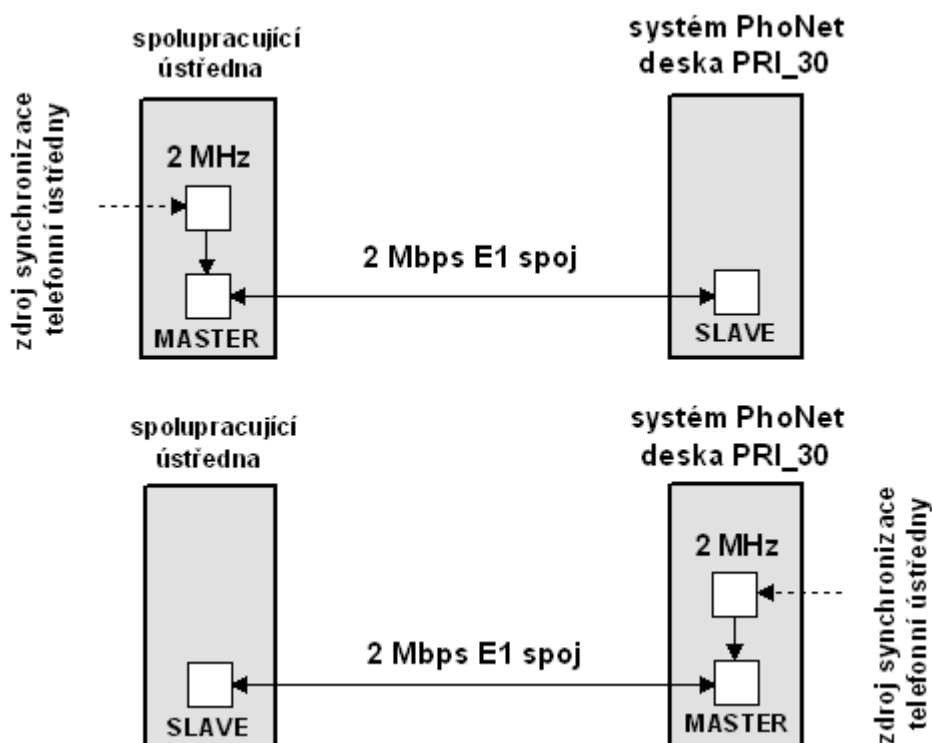 spolupracující
ústředna
systém PhoNet
deska PRI_30
zdroj synchronizace
telefonní ústředny
2 MHz
2 Mbps E1 spoj
MASTER
SLAVE
spolupracující
ústředna
systém PhoNet
deska PRI_30
2 MHz
zdroj synchronizace
telefonní ústředny
2 Mbps E1 spoj
SLAVE
MASTER